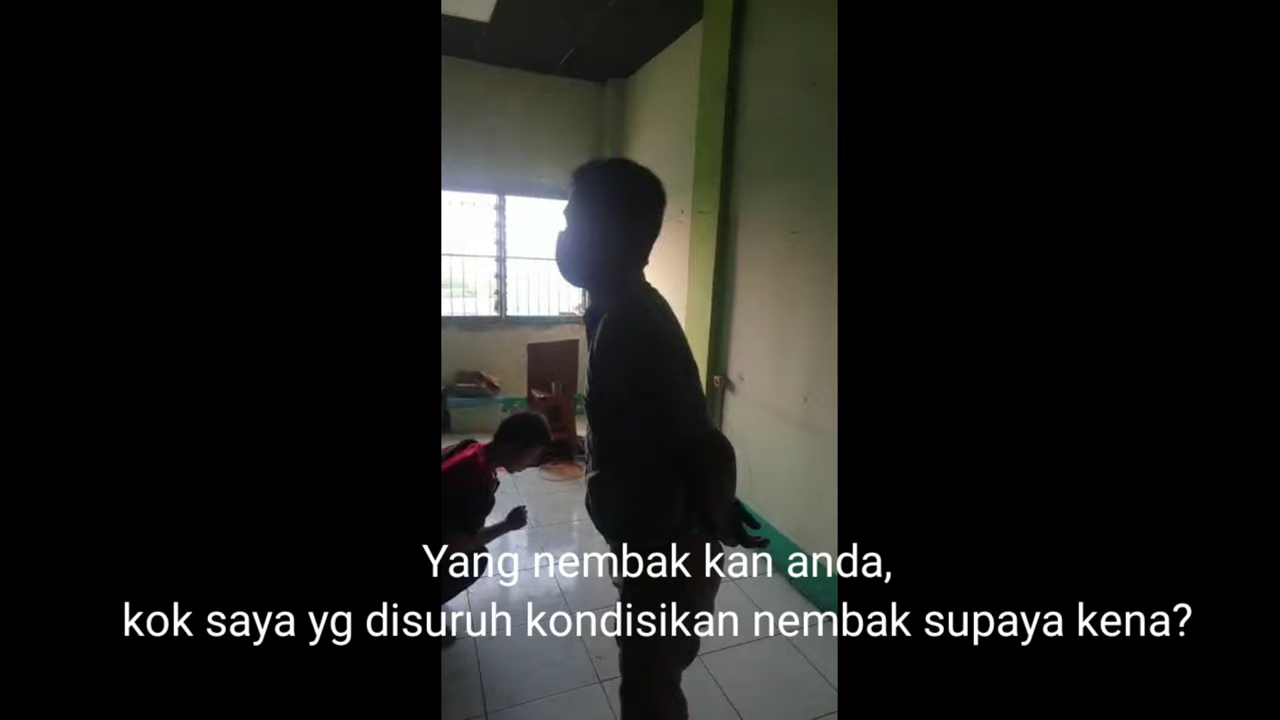 Yang nembak kan anda,
kok saya yg disuruh kondisikan nembak supaya kena?